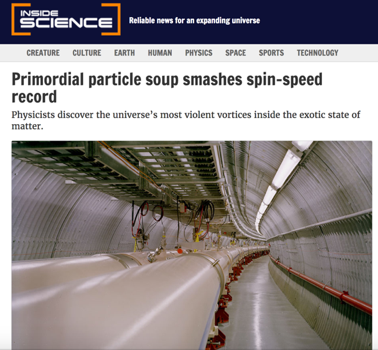 INSIDE
SCIENCE
Reliable news for an expanding universe
CREATURE CULTURE EARTH HUMAN PHYSICS SPACE SPORTS TECHNOLOGY
Primordial particle soup smashes spin-speed
record
Physicists discover the universe's most violent vortices inside the exotic state of
matter.